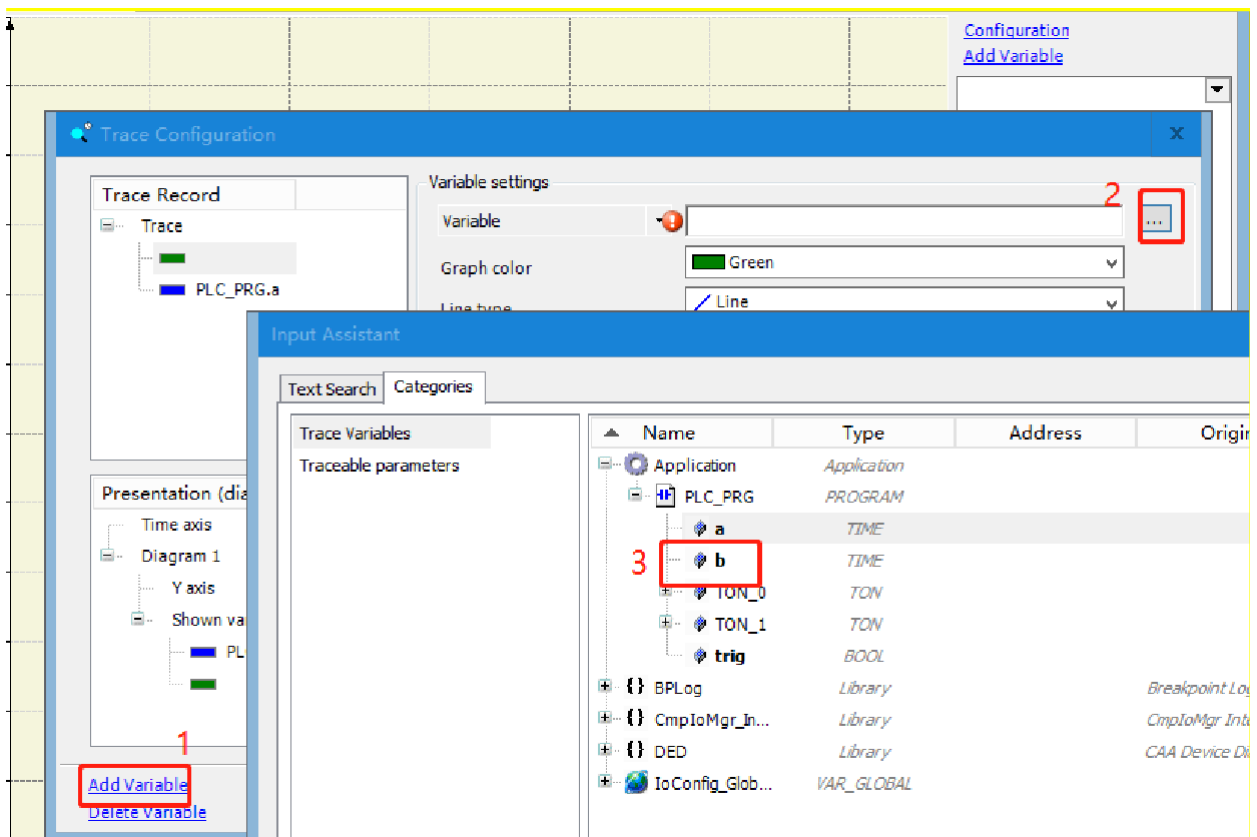 Configuration
Add Variable
Trace Configuration
x
Trace Record
Trace
PLC_PRG.a
Variable settings
Variable
2
...
Graph color
Green
Line type
Line
Input Assistant
Text Search
Categories
Trace Variables
Traceable parameters
Name Type Address Origin
Application Application
PLC_PRG PROGRAM
a TIME
3
b TIME
TON_0 TON
TON_1 TON
trig BOOL
BPLog Library Breakpoint Log
CmpIoMgr_In... Library CmpIoMgr Inte
DED Library CAA Device Di
IoConfig_Glob... VAR_GLOBAL
Presentation (dia
Time axis
Diagram 1
Y axis
Shown va
PL
1
Add Variable
Delete Variable